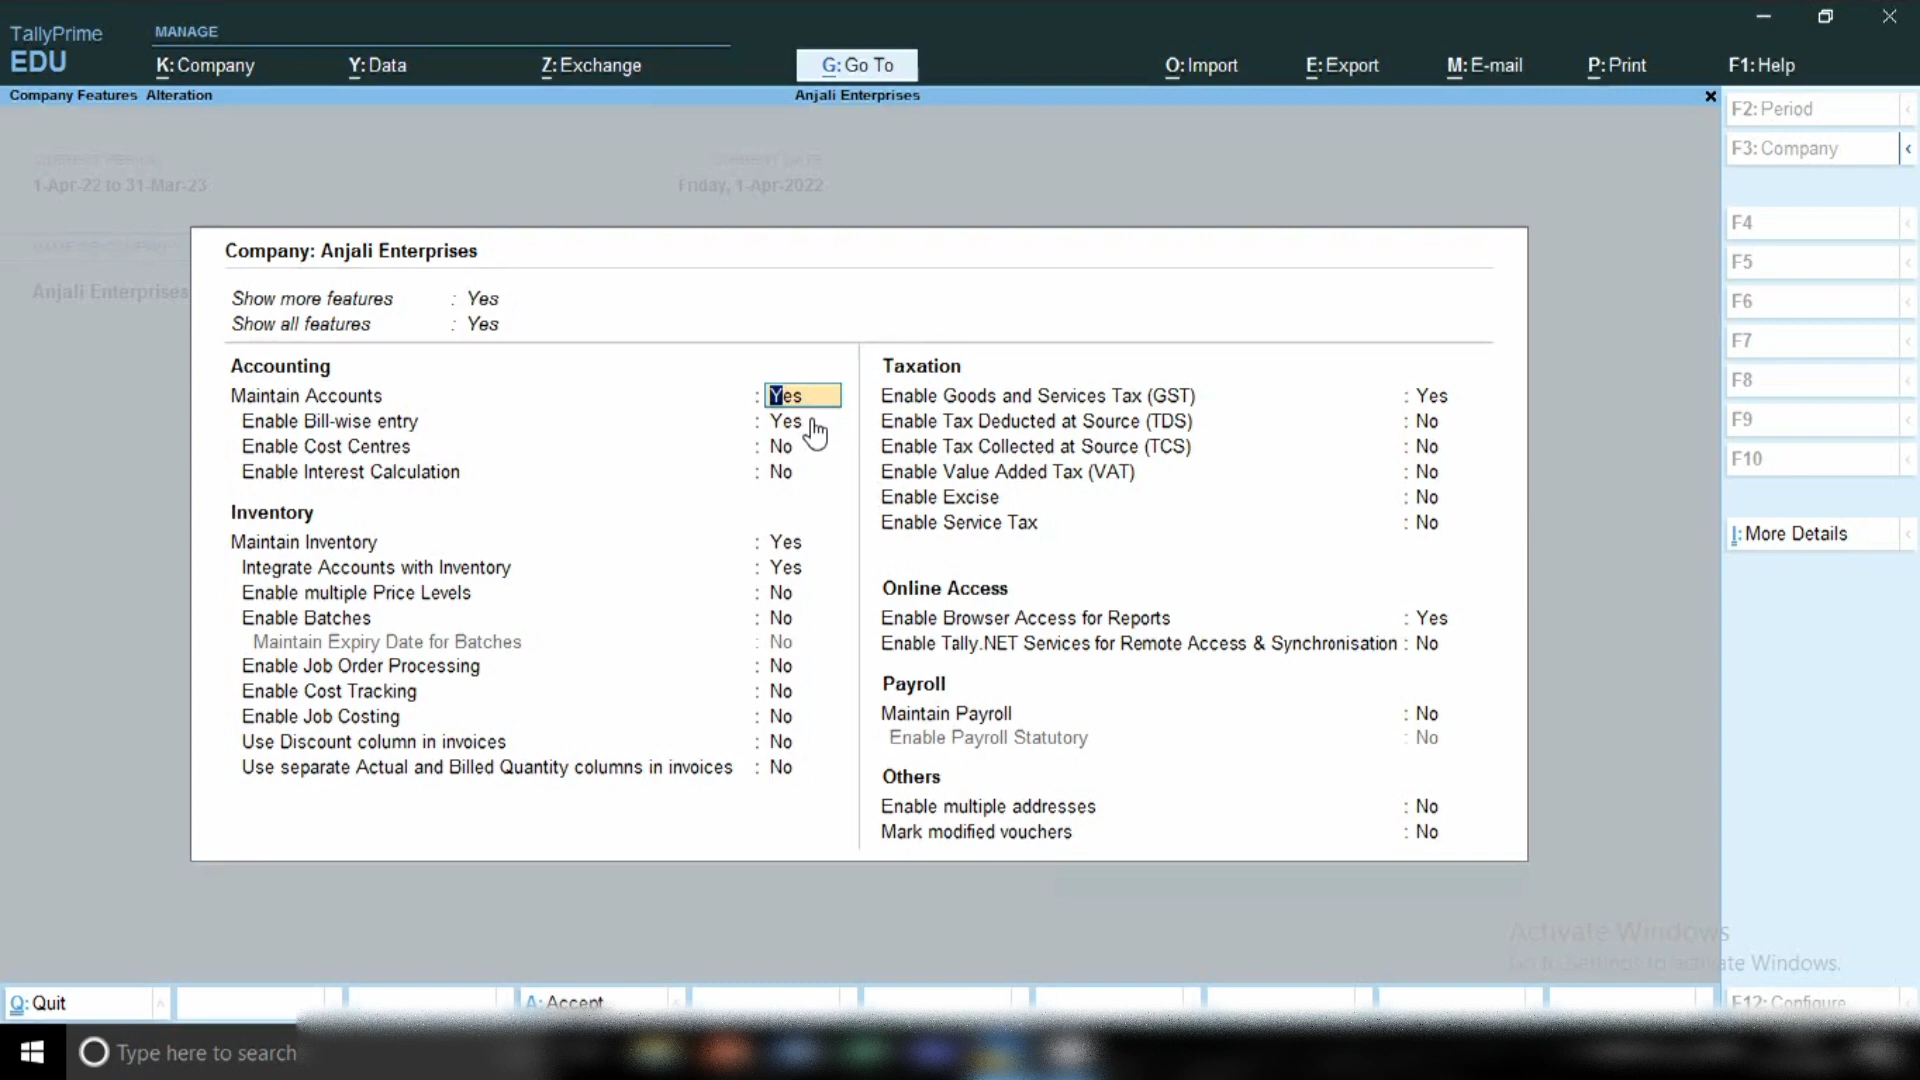 TallyPrime
EDU
MANAGE
K: Company
Y: Data
Z: Exchange
G: Go To
O: Import
E: Export
M: E-mail
P: Print
F1: Help
Company Features Alteration
Anjali Enterprises
1-Apr-22 to 31-Mar-23
CURRENT DATE
Friday, 1-Apr-2022
Anjali Enterprises
Company: Anjali Enterprises
Show more features : Yes
Show all features : Yes
Accounting
Maintain Accounts : Yes
Enable Bill-wise entry : Yes
Enable Cost Centres : No
Enable Interest Calculation : No
Inventory
Maintain Inventory : Yes
Integrate Accounts with Inventory : Yes
Enable multiple Price Levels : No
Enable Batches : No
Maintain Expiry Date for Batches : No
Enable Job Order Processing : No
Enable Cost Tracking : No
Enable Job Costing : No
Use Discount column in invoices : No
Use separate Actual and Billed Quantity columns in invoices : No
Taxation
Enable Goods and Services Tax (GST) : Yes
Enable Tax Deducted at Source (TDS) : No
Enable Tax Collected at Source (TCS) : No
Enable Value Added Tax (VAT) : No
Enable Excise : No
Enable Service Tax : No
Online Access
Enable Browser Access for Reports : Yes
Enable Tally.NET Services for Remote Access & Synchronisation : No
Payroll
Maintain Payroll : No
Enable Payroll Statutory : No
Others
Enable multiple addresses : No
Mark modified vouchers : No
F2: Period
F3: Company
F4
F5
F6
F7
F8
F9
F10
I: More Details
Activate Windows
Go to Settings to activate Windows.
Q: Quit
A: Accept
F12: Configure
Type here to search